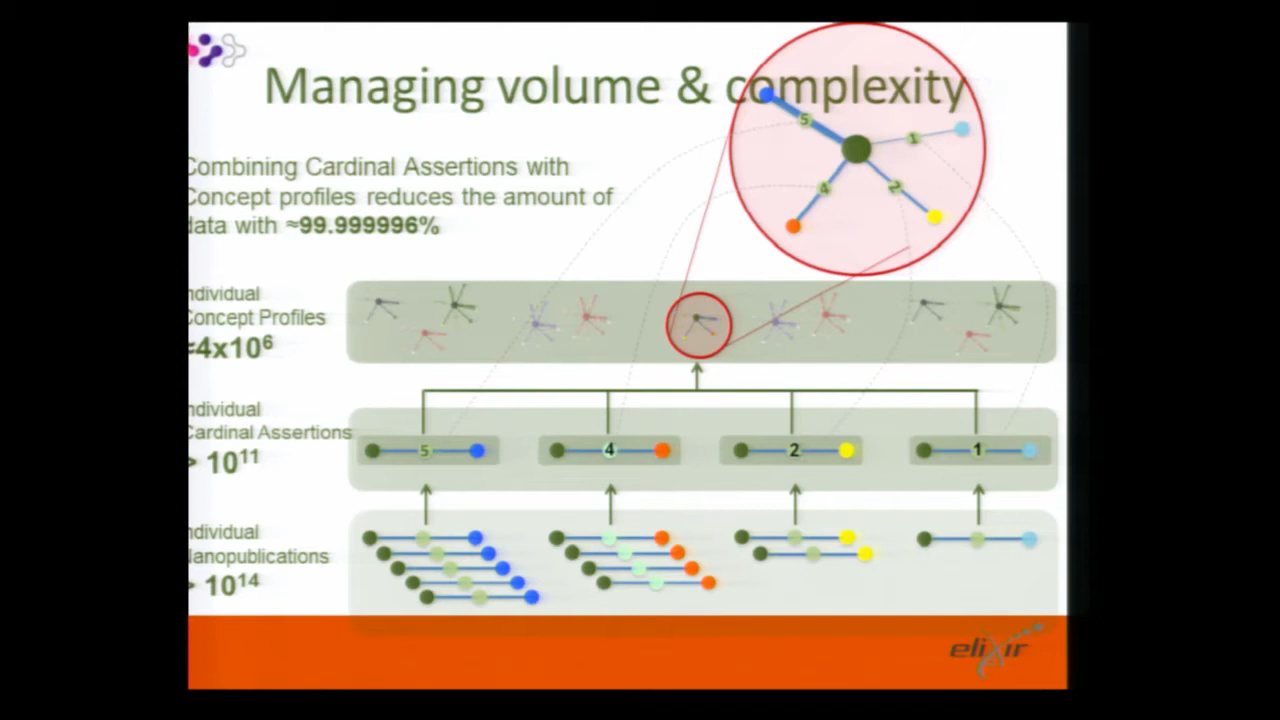 Managing volume & complexity
Combining Cardinal Assertions with
Concept profiles reduces the amount of
data with ≈99.999996%
5
1
4
2
ndividual
Concept Profiles
≈4x10⁶
ndividual
Cardinal Assertions
> 10¹¹
5
4
2
1
ndividual
Nanopublications
> 10¹⁴
elixir